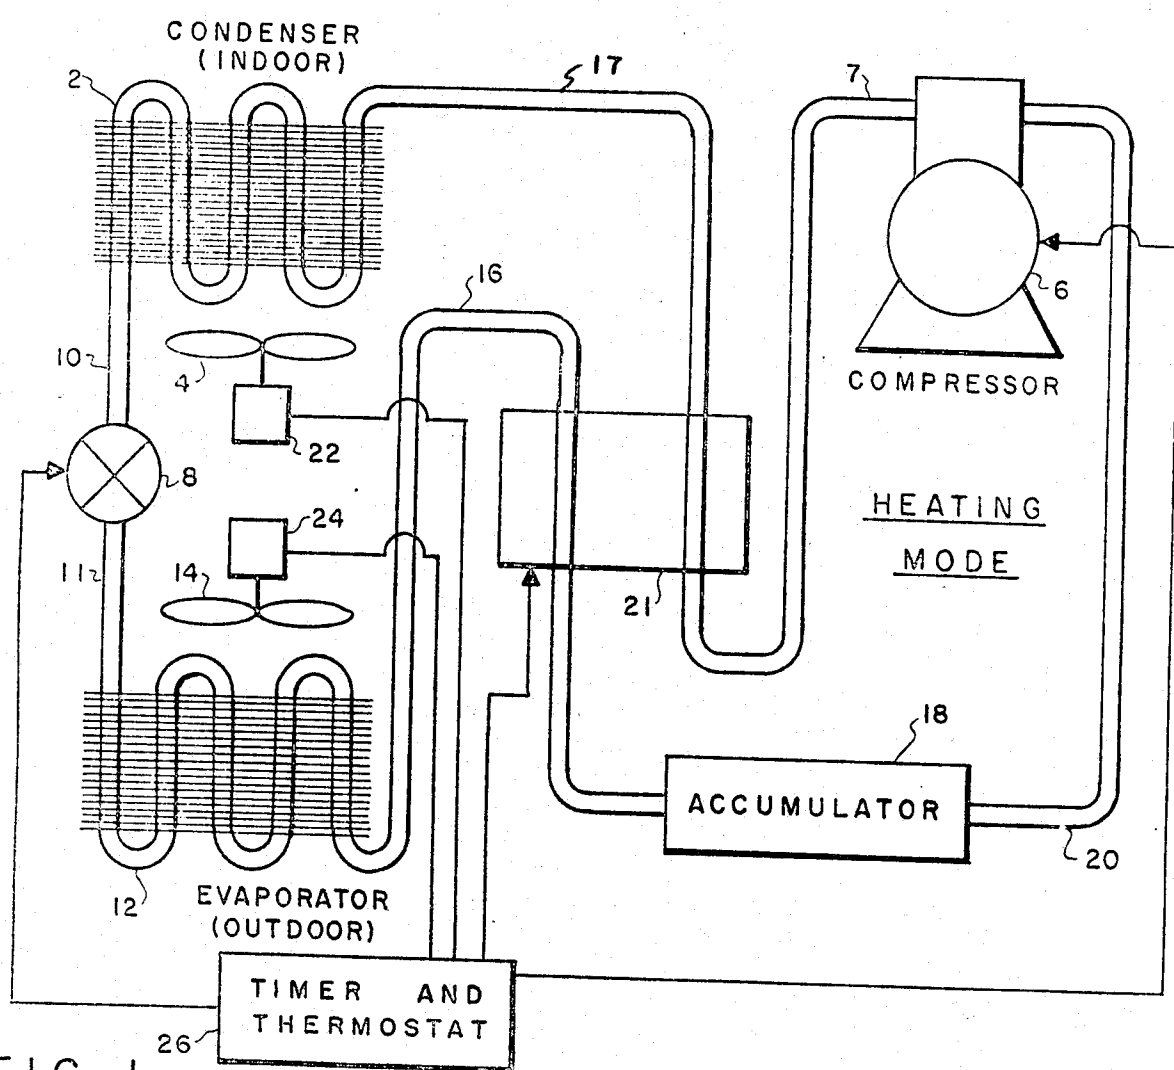 CONDENSER
(INDOOR)
2
17
7
16
6
10
4
COMPRESSOR
22
8
HEATING
MODE
24
11
14
21
18
ACCUMULATOR
20
12
EVAPORATOR
(OUTDOOR)
TIMER AND
THERMOSTAT
26